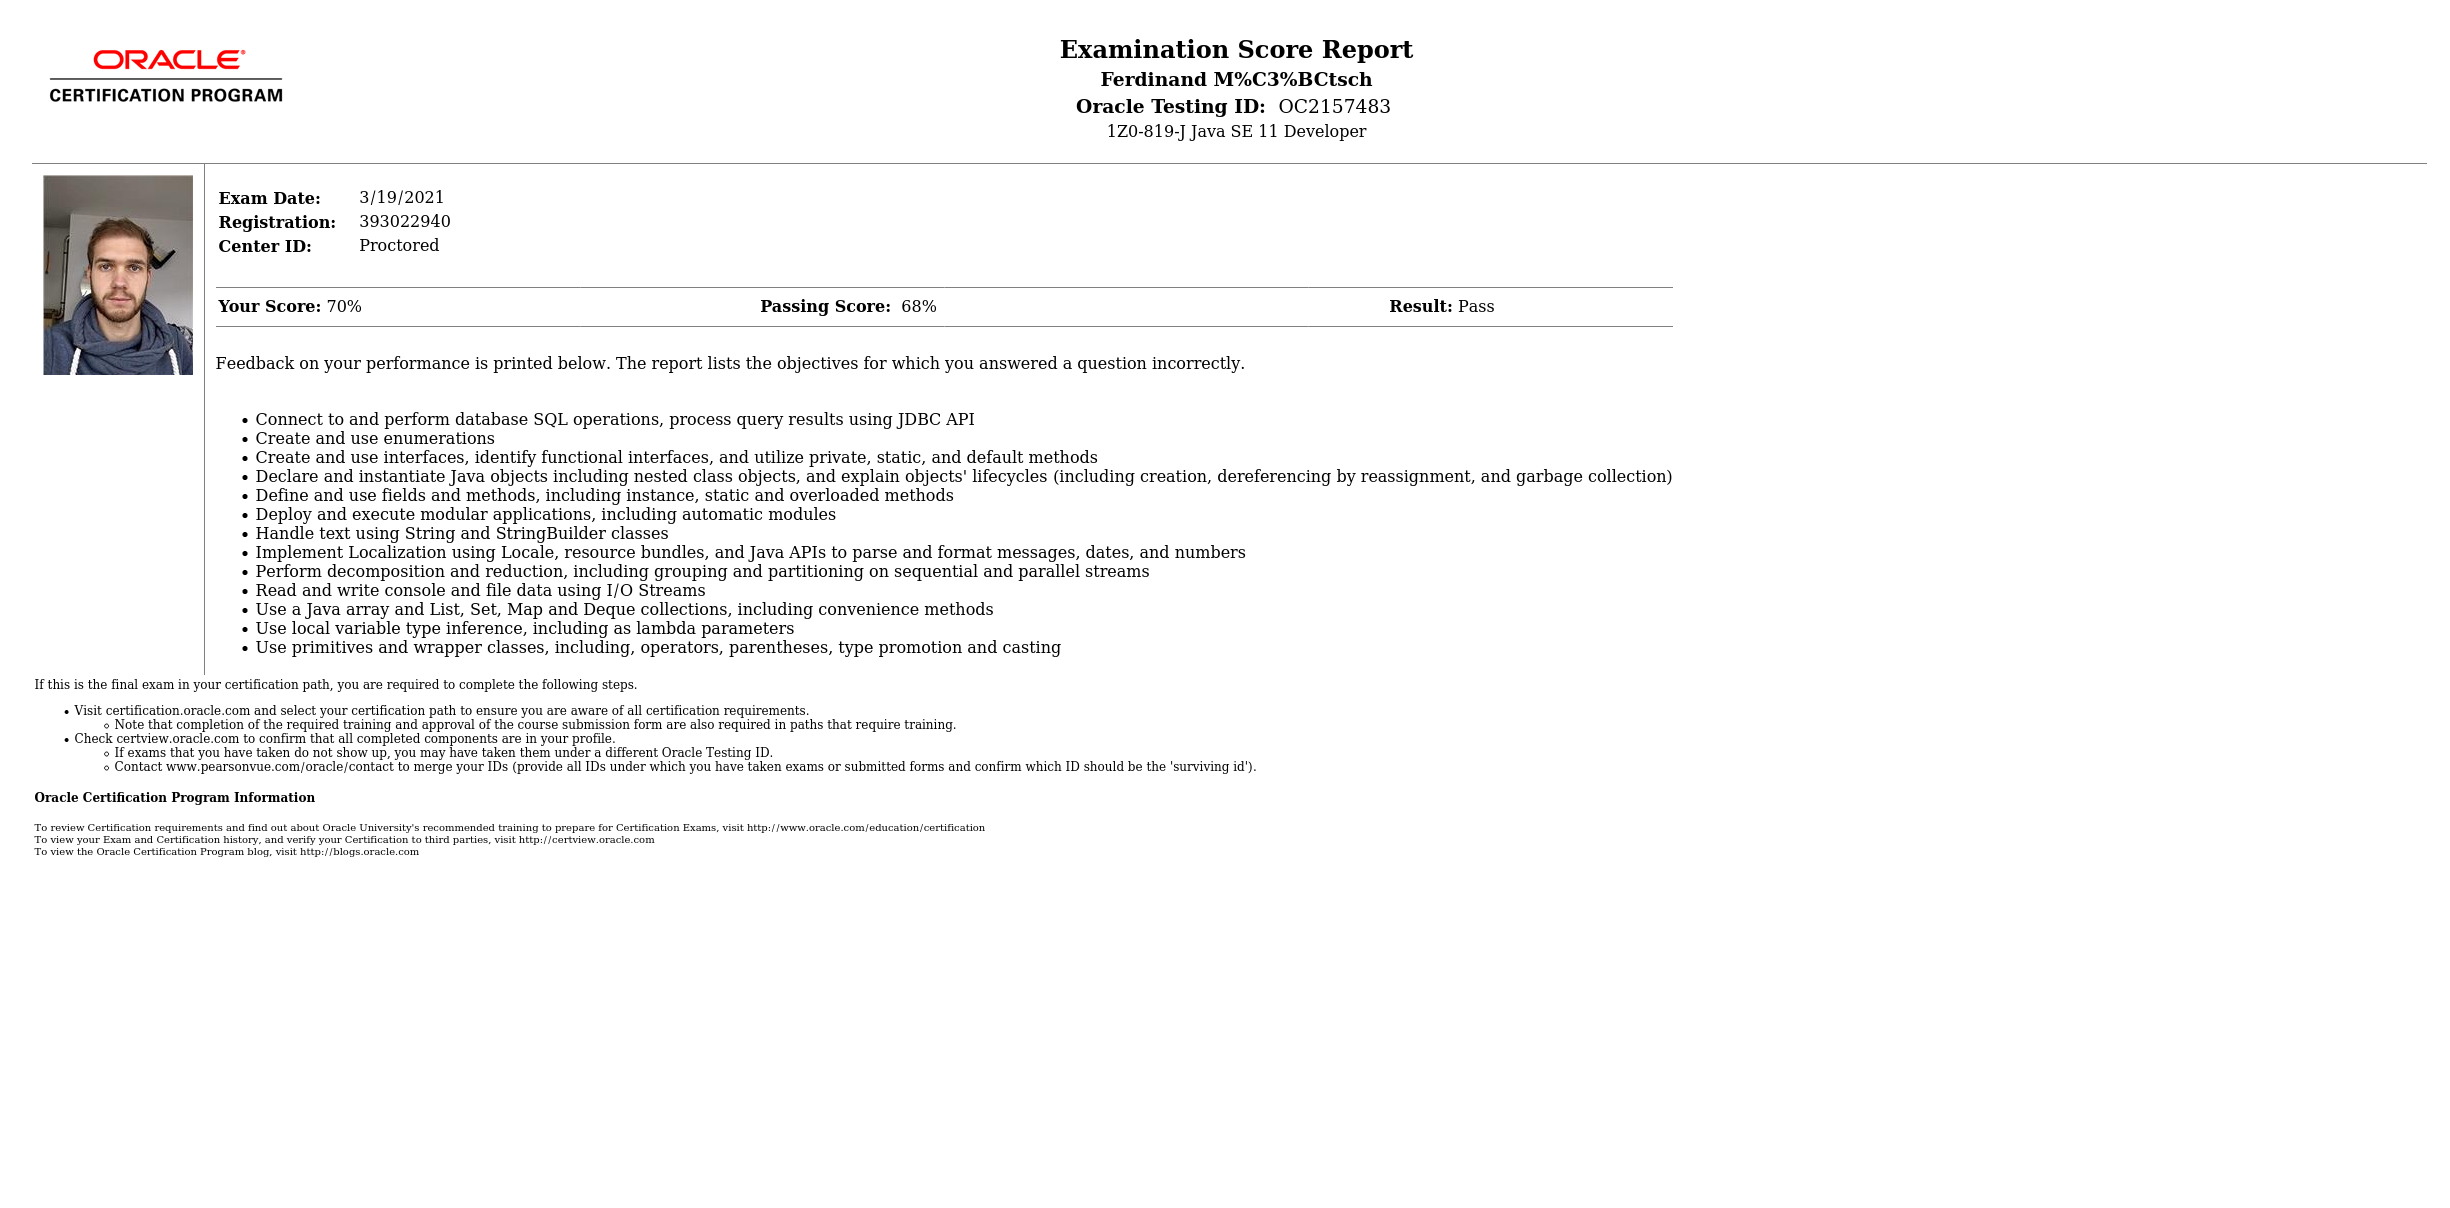 ORACLE®
CERTIFICATION PROGRAM
Examination Score Report
Ferdinand M%C3%BCtsch
Oracle Testing ID: OC2157483
1Z0-819-J Java SE 11 Developer
Exam Date: 3/19/2021
Registration: 393022940
Center ID: Proctored
Your Score: 70% Passing Score: 68% Result: Pass
Feedback on your performance is printed below. The report lists the objectives for which you answered a question incorrectly.
• Connect to and perform database SQL operations, process query results using JDBC API
• Create and use enumerations
• Create and use interfaces, identify functional interfaces, and utilize private, static, and default methods
• Declare and instantiate Java objects including nested class objects, and explain objects' lifecycles (including creation, dereferencing by reassignment, and garbage collection)
• Define and use fields and methods, including instance, static and overloaded methods
• Deploy and execute modular applications, including automatic modules
• Handle text using String and StringBuilder classes
• Implement Localization using Locale, resource bundles, and Java APIs to parse and format messages, dates, and numbers
• Perform decomposition and reduction, including grouping and partitioning on sequential and parallel streams
• Read and write console and file data using I/O Streams
• Use a Java array and List, Set, Map and Deque collections, including convenience methods
• Use local variable type inference, including as lambda parameters
• Use primitives and wrapper classes, including, operators, parentheses, type promotion and casting
If this is the final exam in your certification path, you are required to complete the following steps.
• Visit certification.oracle.com and select your certification path to ensure you are aware of all certification requirements.
◦ Note that completion of the required training and approval of the course submission form are also required in paths that require training.
• Check certview.oracle.com to confirm that all completed components are in your profile.
◦ If exams that you have taken do not show up, you may have taken them under a different Oracle Testing ID.
◦ Contact www.pearsonvue.com/oracle/contact to merge your IDs (provide all IDs under which you have taken exams or submitted forms and confirm which ID should be the 'surviving id').
Oracle Certification Program Information
To review Certification requirements and find out about Oracle University's recommended training to prepare for Certification Exams, visit http://www.oracle.com/education/certification
To view your Exam and Certification history, and verify your Certification to third parties, visit http://certview.oracle.com
To view the Oracle Certification Program blog, visit http://blogs.oracle.com